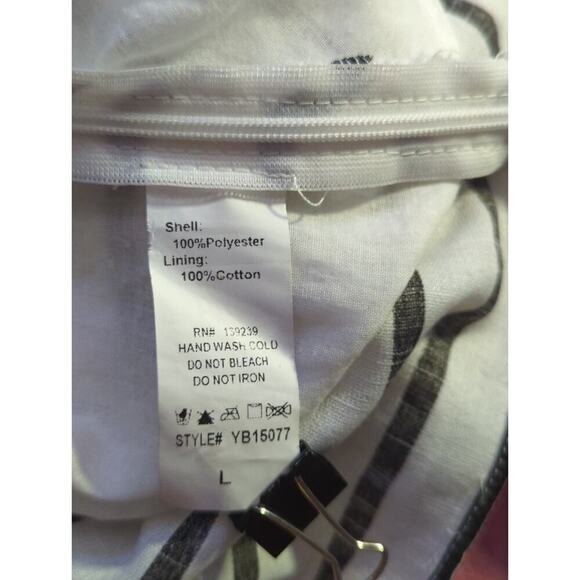 Shell:
100%Polyester
Lining:
100%Cotton
RN# 139239
HAND WASH COLD
DO NOT BLEACH
DO NOT IRON
STYLE# YB15077
L